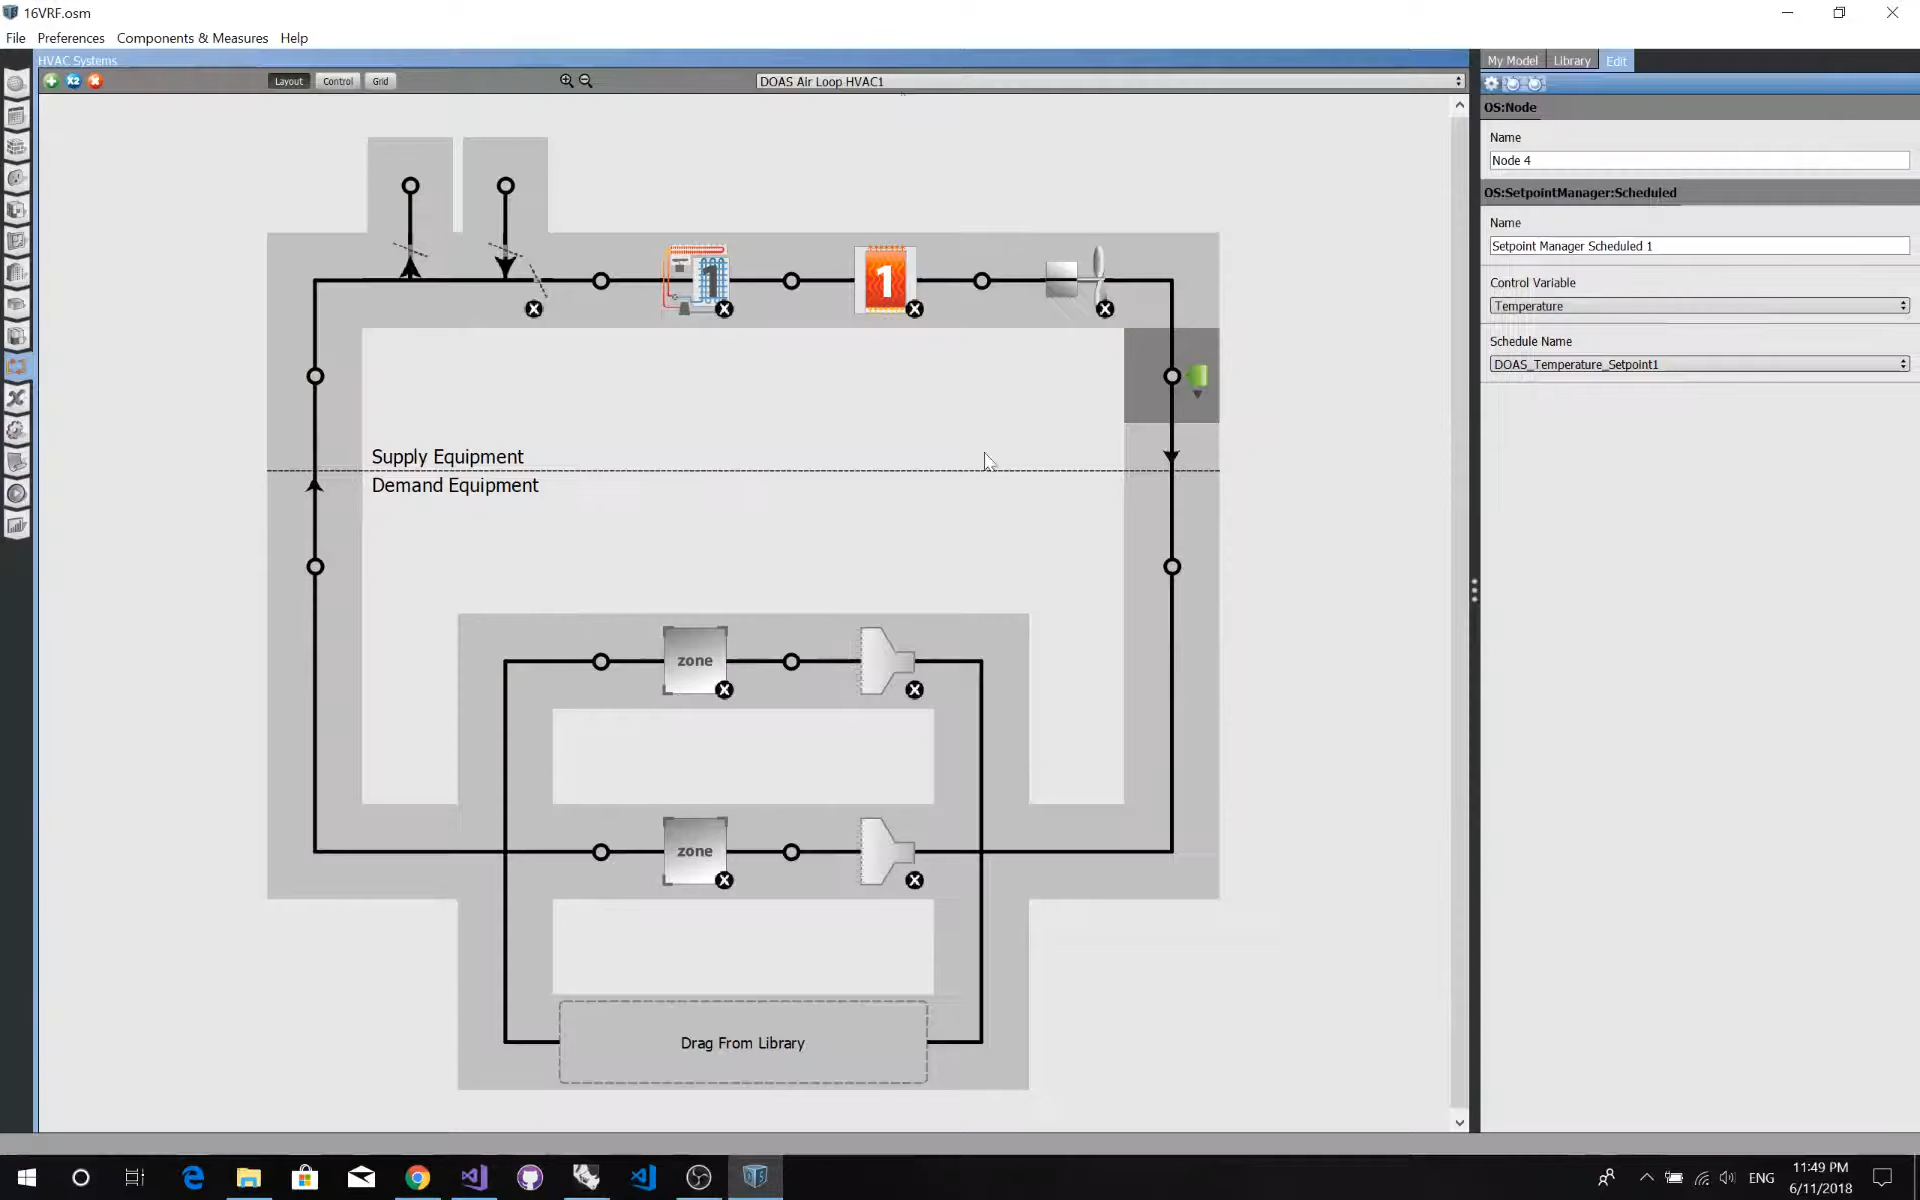 16VRF.osm
File Preferences Components & Measures Help
HVAC Systems
My Model Library Edit
X2 Layout Control Grid DOAS Air Loop HVAC1
OS:Node
Name
Node 4
OS:SetpointManager:Scheduled
Name
Setpoint Manager Scheduled 1
Control Variable
Temperature
Schedule Name
DOAS_Temperature_Setpoint1
1
1
Supply Equipment
Demand Equipment
zone
zone
Drag From Library
ENG
11:49 PM
6/11/2018